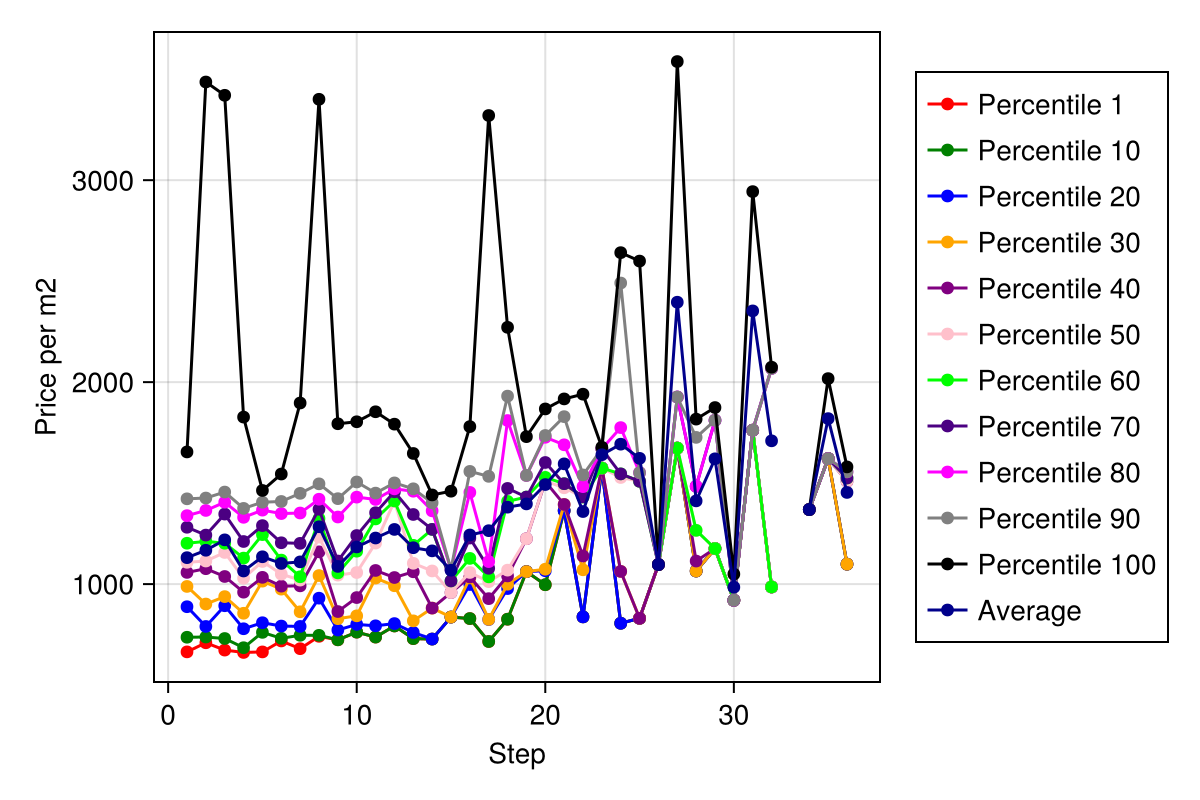 3000
2000
1000
Price per m2
0
10
20
30
Step
Percentile 1
Percentile 10
Percentile 20
Percentile 30
Percentile 40
Percentile 50
Percentile 60
Percentile 70
Percentile 80
Percentile 90
Percentile 100
Average